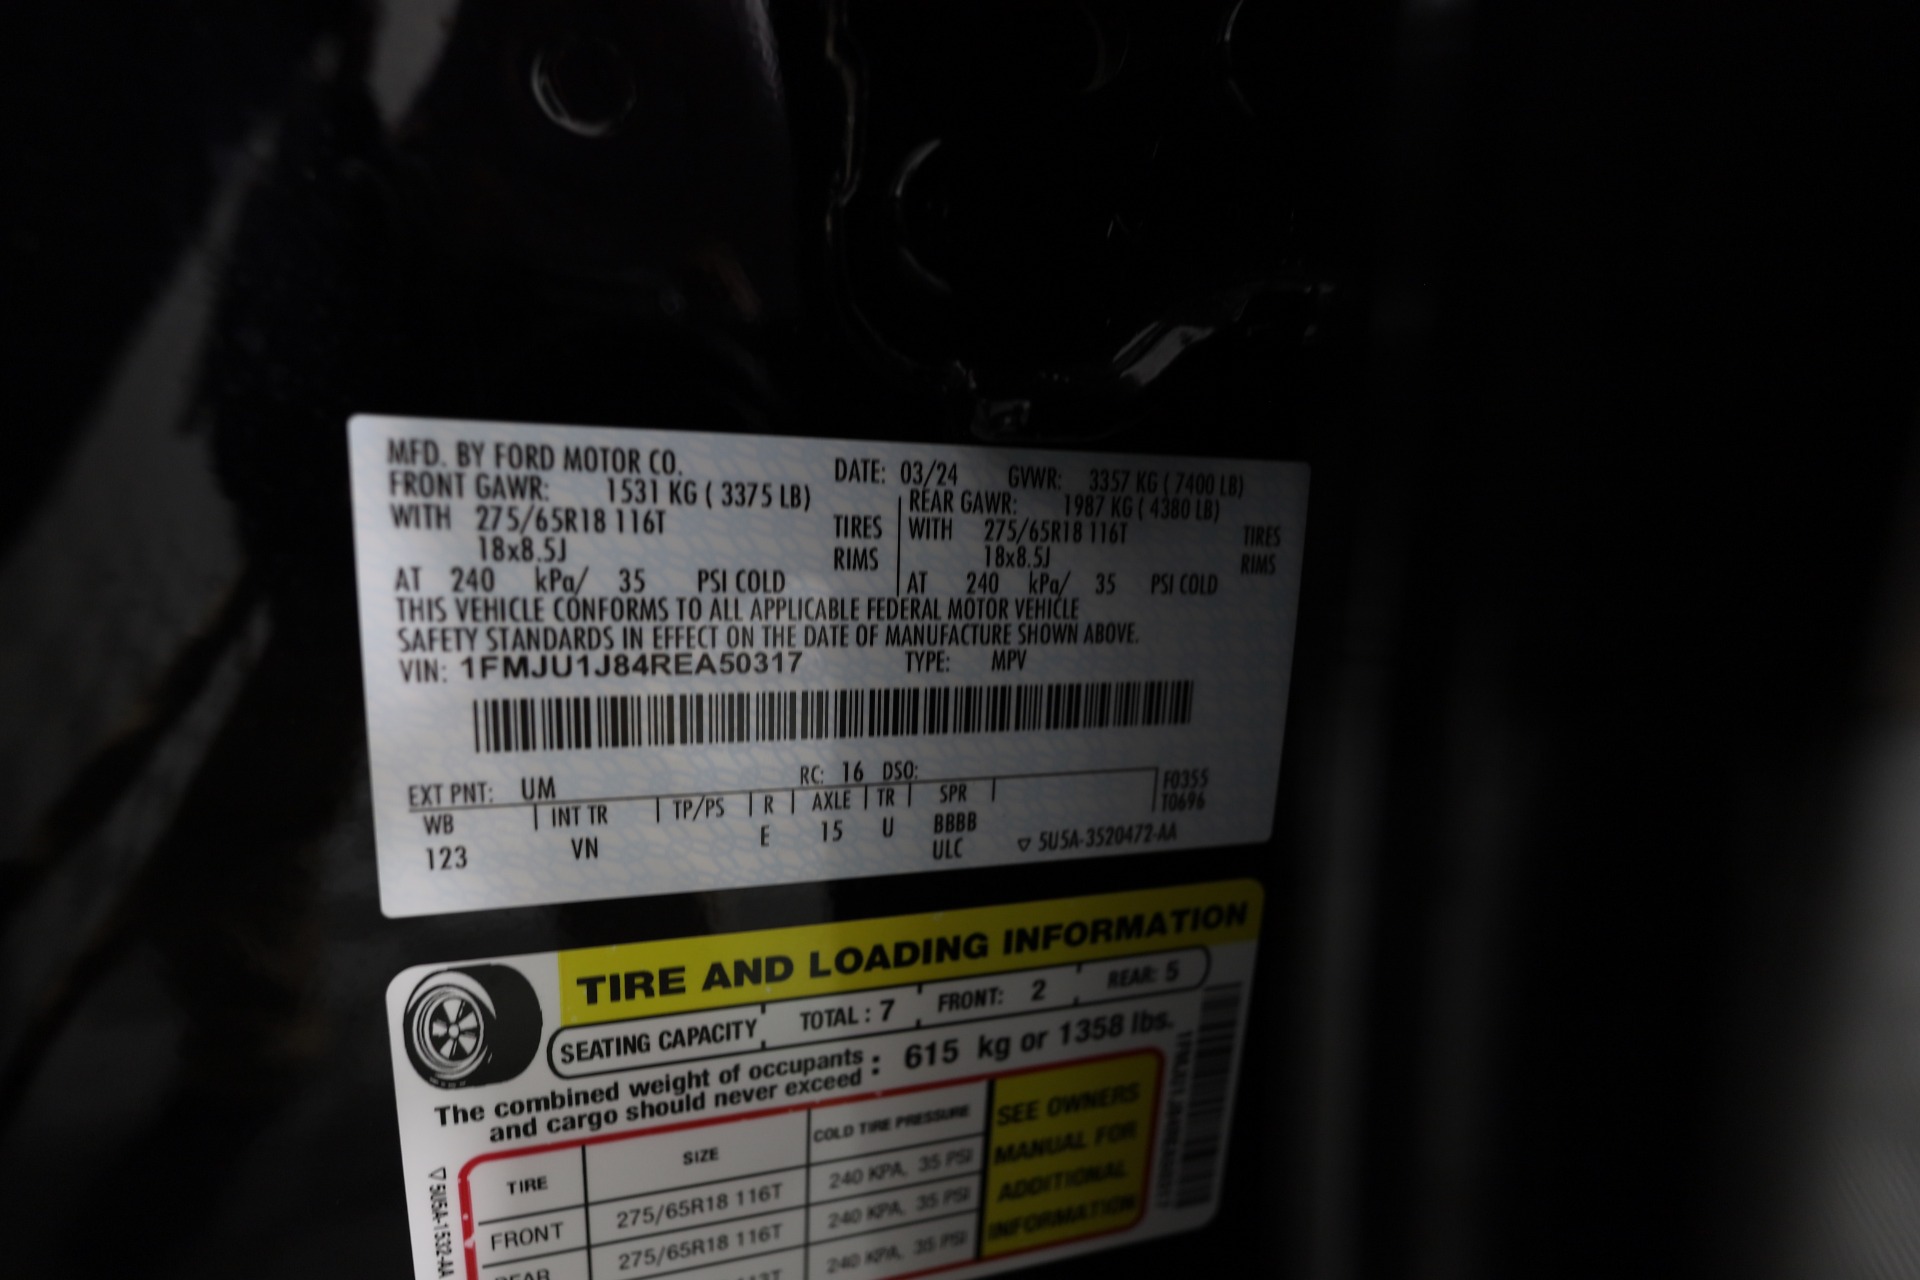 MFD. BY FORD MOTOR CO. DATE: 03/24 GVWR: 3357 KG ( 7400 LB)
FRONT GAWR: 1531 KG ( 3375 LB) REAR GAWR: 1987 KG ( 4380 LB)
WITH 275/65R18 116T TIRES WITH 275/65R18 116T TIRES
18x8.5J RIMS 18x8.5J RIMS
AT 240 kPa/ 35 PSI COLD AT 240 kPa/ 35 PSI COLD
THIS VEHICLE CONFORMS TO ALL APPLICABLE FEDERAL MOTOR VEHICLE
SAFETY STANDARDS IN EFFECT ON THE DATE OF MANUFACTURE SHOWN ABOVE.
VIN: 1FMJU1J84REA50317 TYPE: MPV
EXT PNT: UM RC: 16 DSO: F0355
WB INT TR TP/PS R AXLE TR SPR T0696
123 VN E 15 U BBBB
ULC ▽ 5U5A-3520472-AA
TIRE AND LOADING INFORMATION
SEATING CAPACITY TOTAL : 7 FRONT: 2 REAR: 5
The combined weight of occupants
and cargo should never exceed : 615 kg or 1358 lbs.
TIRE SIZE COLD TIRE PRESSURE
FRONT 275/65R18 116T 240 KPA, 35 PSI
REAR 275/65R18 116T 240 KPA, 35 PSI
240 KPA, 35 PSI
SEE OWNERS
MANUAL FOR
ADDITIONAL
INFORMATION
▽ 5U5A-1532-AA